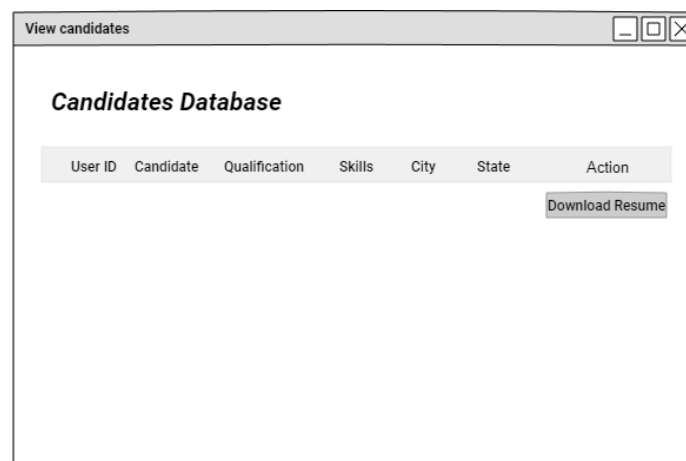 View candidates
Candidates Database
User ID Candidate Qualification Skills City State Action
Download Resume